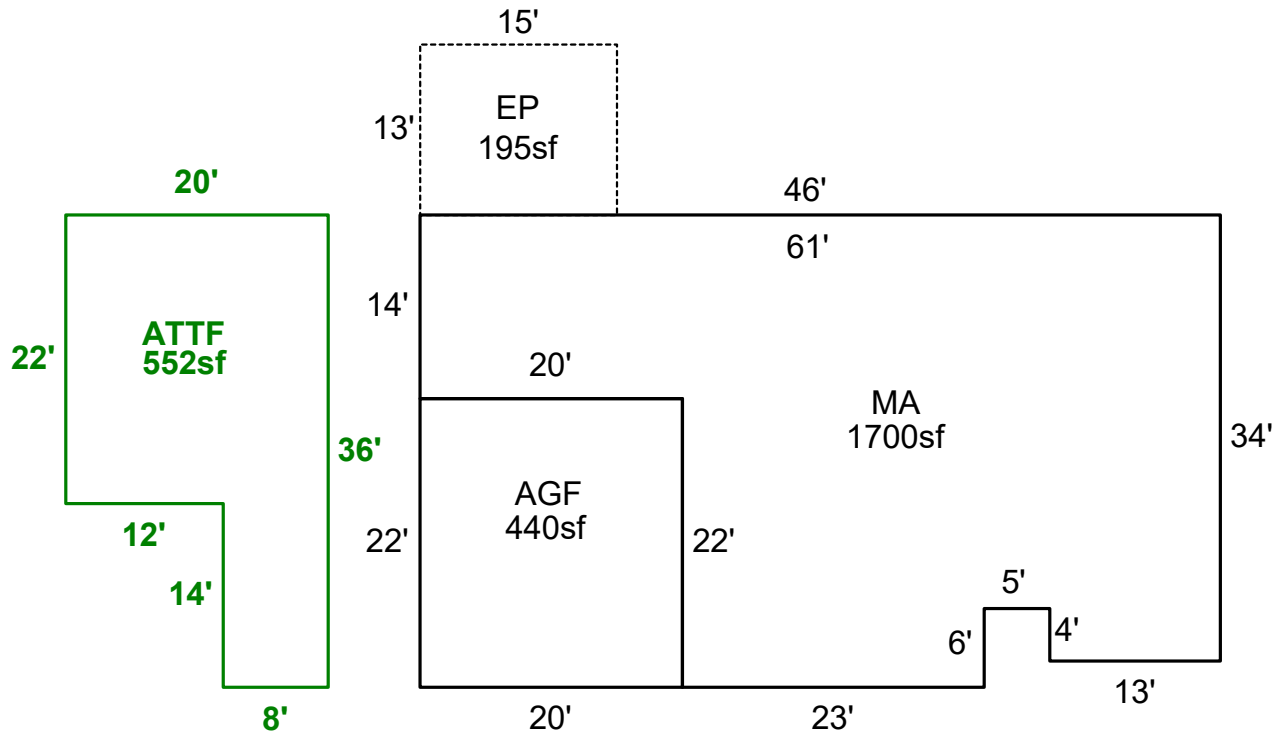 15'
EP
195sf
13'
20'
46'
61'
14'
ATTF
552sf
22'
20'
MA
1700sf
36'
34'
AGF
440sf
12'
22'
22'
14'
5'
6'
4'
13'
8'
20'
23'